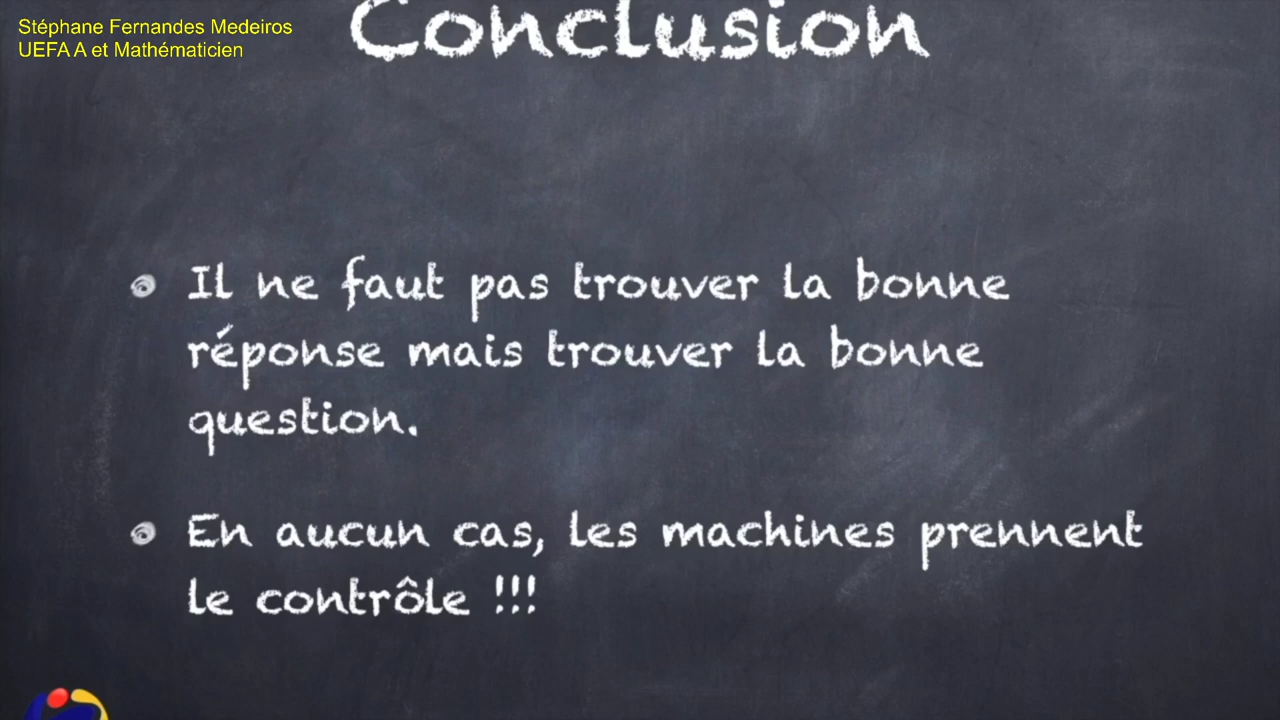 Stéphane Fernandes Medeiros
UEFA A et Mathématicien
Conclusion
Il ne faut pas trouver la bonne
réponse mais trouver la bonne
question.
En aucun cas, les machines prennent
le contrôle !!!